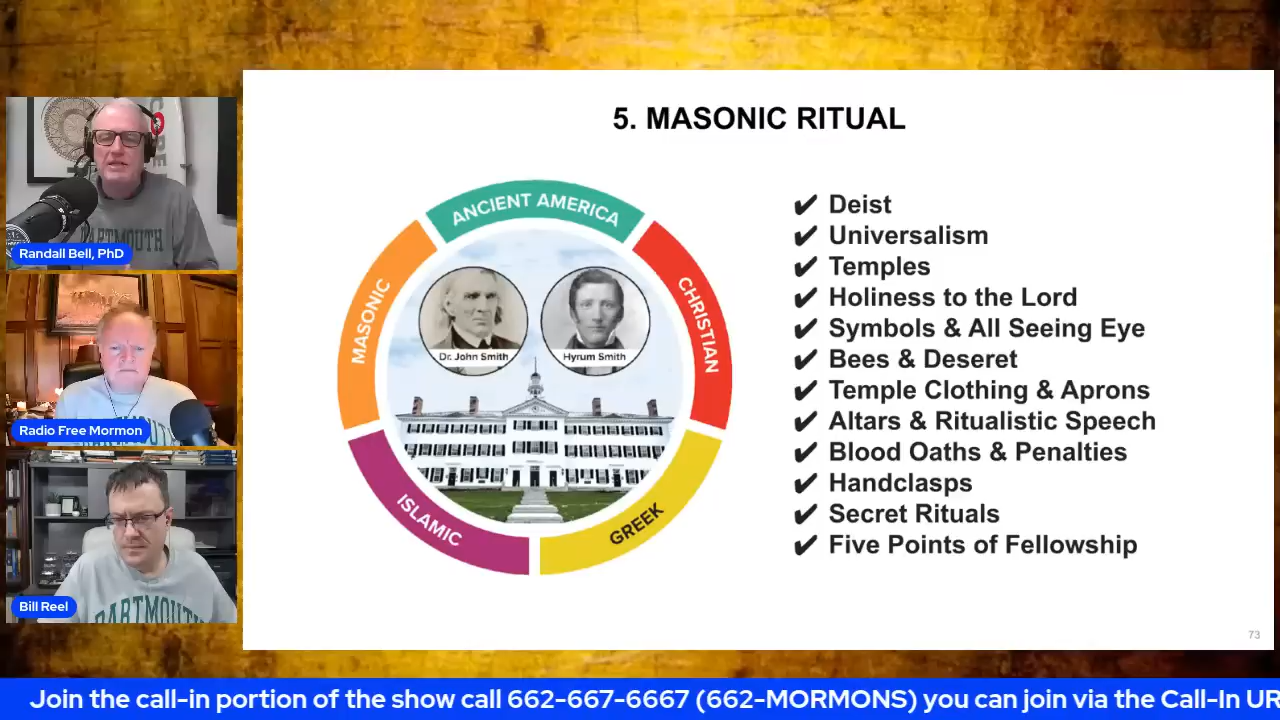 DARTMOUTH
Randall Bell, PhD
Radio Free Mormon
DARTMOUTH
Bill Reel
5. MASONIC RITUAL
ANCIENT AMERICA
CHRISTIAN
GREEK
ISLAMIC
MASONIC
Dr. John Smith
Hyrum Smith
✔ Deist
✔ Universalism
✔ Temples
✔ Holiness to the Lord
✔ Symbols & All Seeing Eye
✔ Bees & Deseret
✔ Temple Clothing & Aprons
✔ Altars & Ritualistic Speech
✔ Blood Oaths & Penalties
✔ Handclasps
✔ Secret Rituals
✔ Five Points of Fellowship
73
Join the call-in portion of the show call 662-667-6667 (662-MORMONS) you can join via the Call-In UR